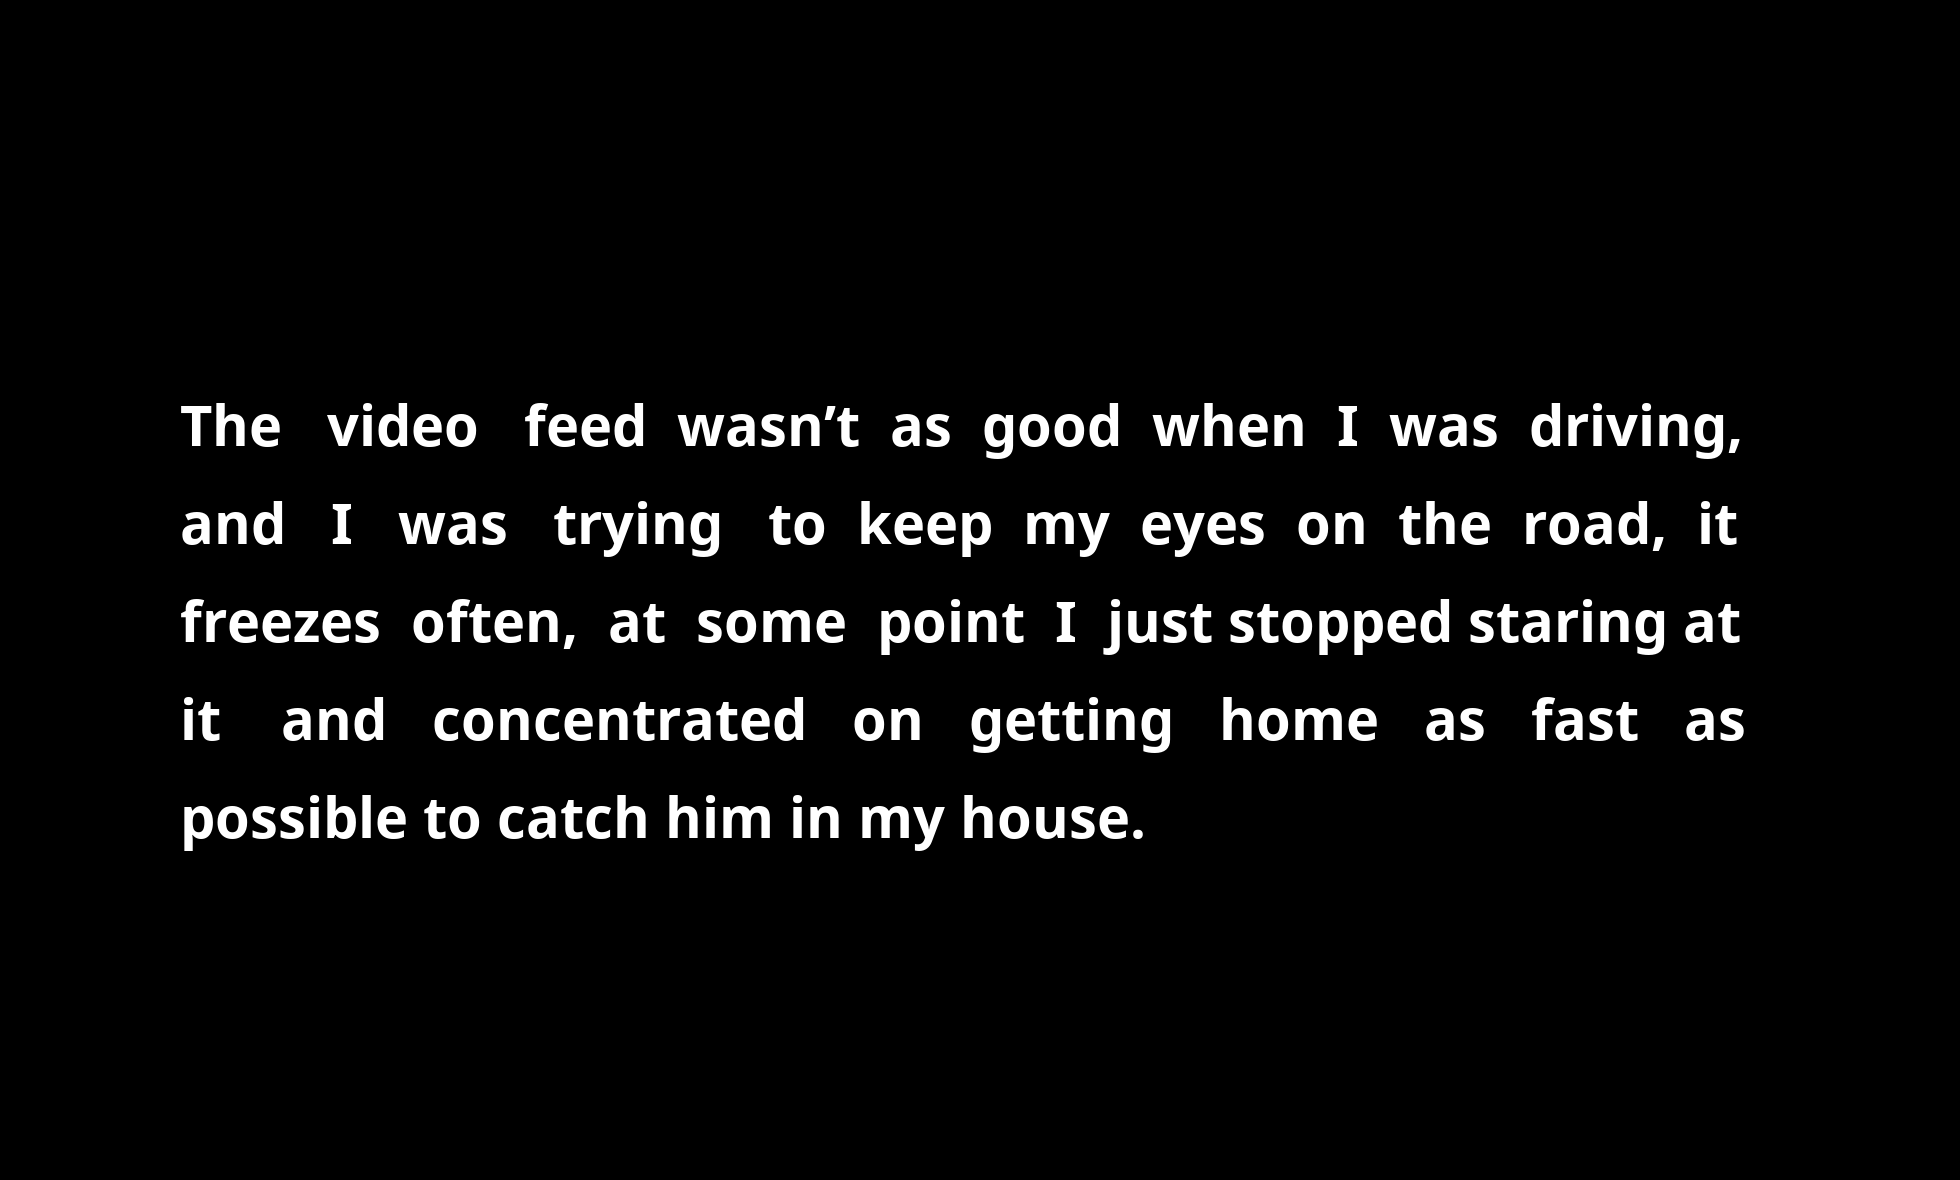 The video feed wasn’t as good when I was driving,
and I was trying to keep my eyes on the road, it
freezes often, at some point I just stopped staring at
it and concentrated on getting home as fast as
possible to catch him in my house.